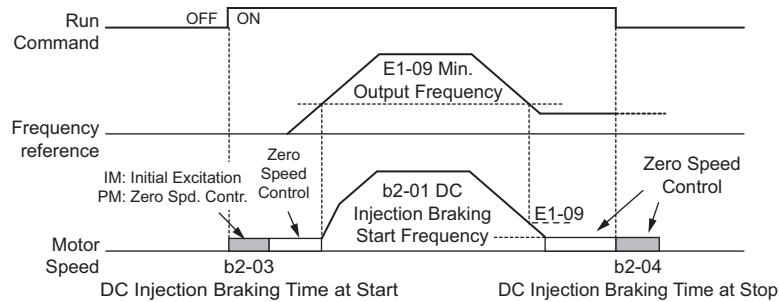 Run
Command
OFF
ON
E1-09 Min.
Output Frequency
Frequency
reference
IM: Initial Excitation
PM: Zero Spd. Contr.
Zero
Speed
Control
b2-01 DC
Injection Braking
Start Frequency
E1-09
Zero Speed
Control
Motor
Speed
b2-03
DC Injection Braking Time at Start
b2-04
DC Injection Braking Time at Stop